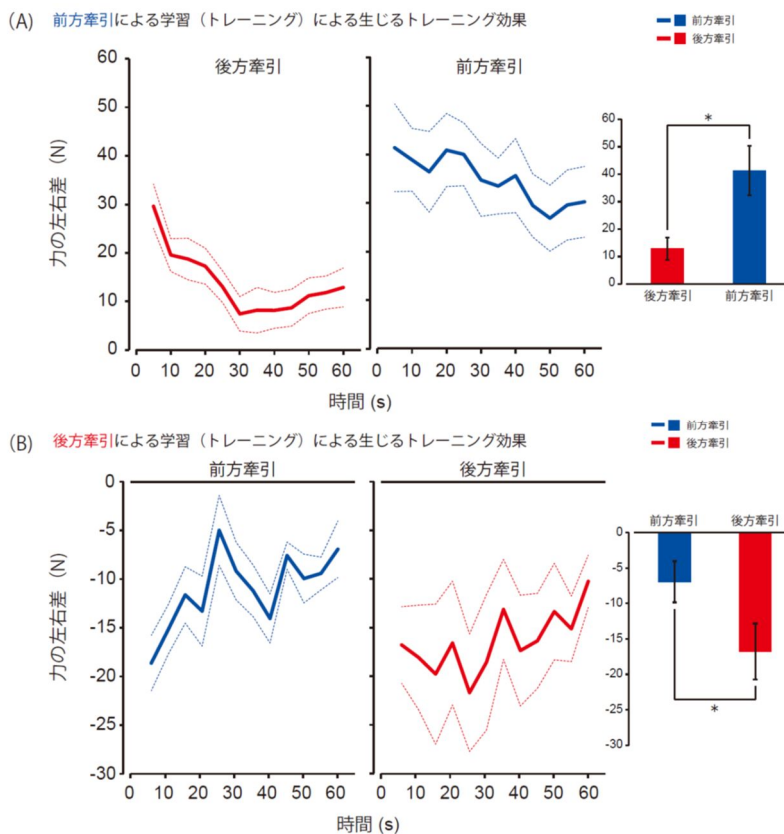 (A) 前方牽引による学習（トレーニング）による生じるトレーニング効果
前方牽引
後方牽引
後方牽引
前方牽引
力の左右差（N）
60
50
40
30
20
10
0
0 10 20 30 40 50 60
0 10 20 30 40 50 60
時間 (s)
*
60
50
40
30
20
10
0
後方牽引 前方牽引
(B) 後方牽引による学習（トレーニング）による生じるトレーニング効果
前方牽引
後方牽引
前方牽引
後方牽引
力の左右差（N）
0
-5
-10
-15
-20
-25
-30
0 10 20 30 40 50 60
0 10 20 30 40 50 60
時間 (s)
前方牽引 後方牽引
0
-5
-10
-15
-20
-25
-30
*